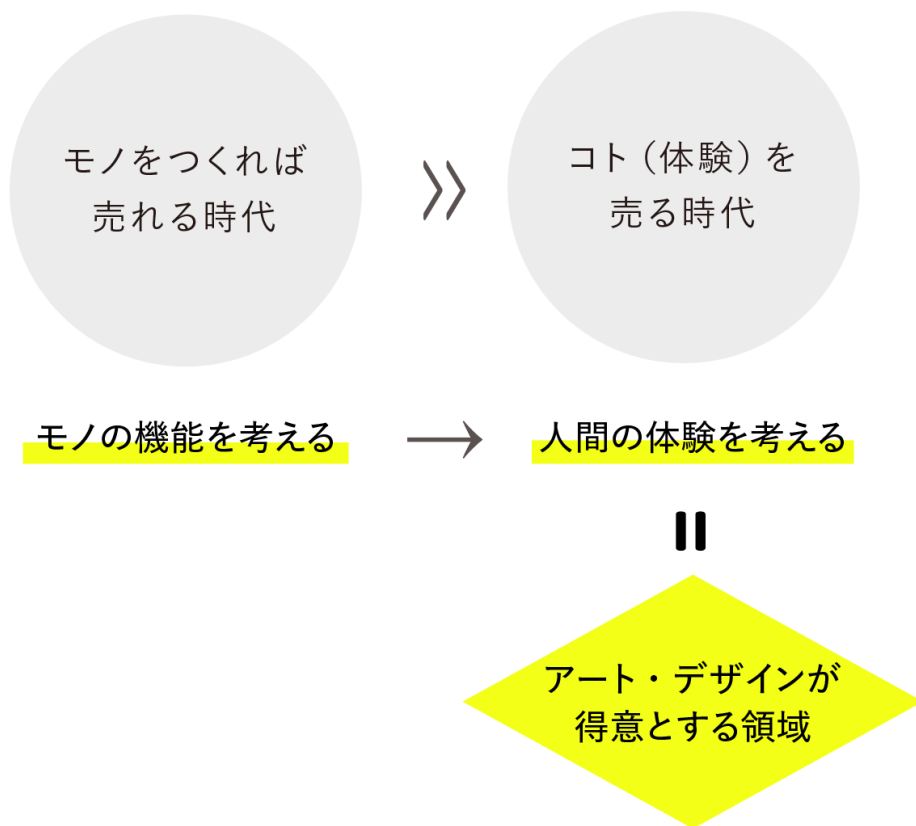 モノをつくれば
売れる時代
コト（体験）を
売る時代
モノの機能を考える
人間の体験を考える
アート・デザインが
得意とする領域